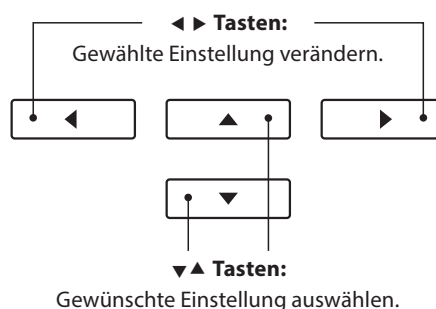 ◀ ▶ Tasten:
Gewählte Einstellung verändern.
◀ ▲ ▶
▼
▼▲ Tasten:
Gewünschte Einstellung auswählen.